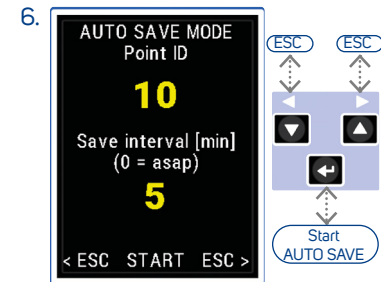 6.
AUTO SAVE MODE
Point ID
10
Save interval [min]
(0 = asap)
5
< ESC START ESC >
ESC ESC
Start
AUTO SAVE